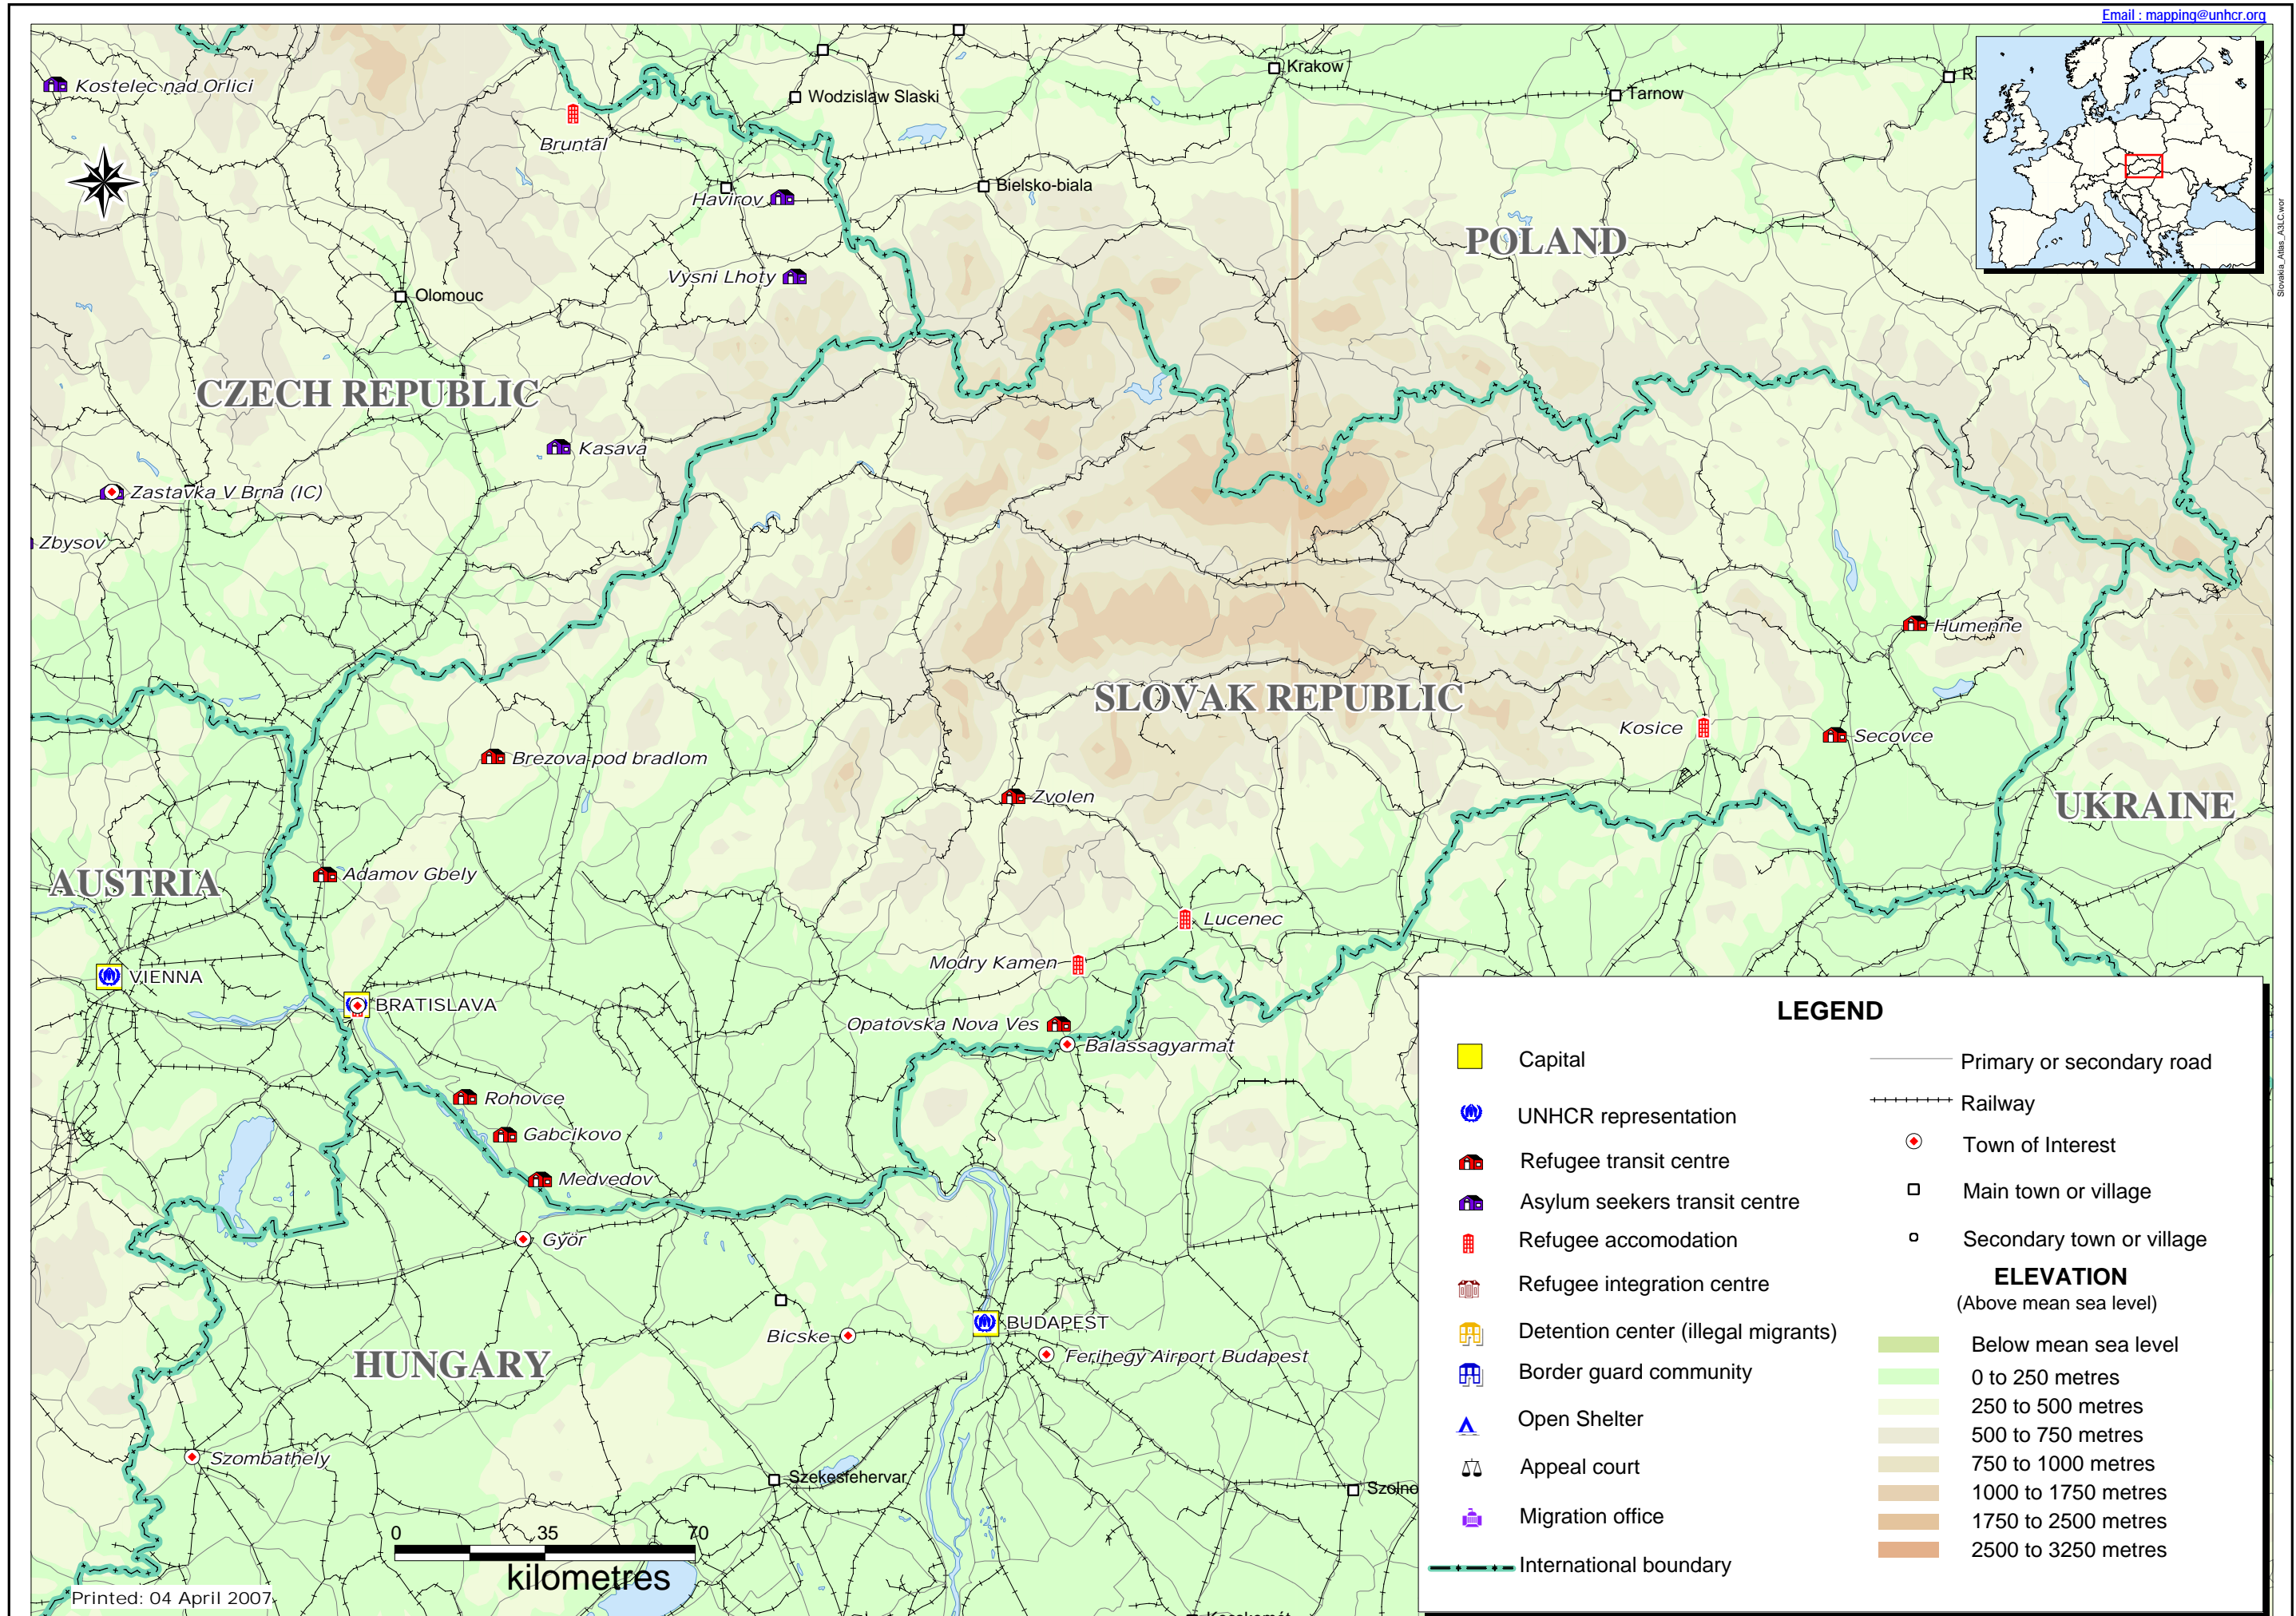 Email : mapping@unhcr.org
Slovakia_Atlas_A3LC.wor
Kostelec nad Orlici
Krakow
Wodzislaw Slaski
Tarnow
Bruntal
Bielsko-biala
Havirov
POLAND
Vysni Lhoty
Olomouc
CZECH REPUBLIC
Kasava
Zastavka V Brna (IC)
Zbysov
Humenne
SLOVAK REPUBLIC
Kosice
Secovce
Brezova pod bradlom
Zvolen
UKRAINE
Adamov Gbely
AUSTRIA
Lucenec
Modry Kamen
VIENNA
BRATISLAVA
Opatovska Nova Ves
Balassagyarmat
Rohovce
Gabcikovo
Medvedov
Györ
BUDAPEST
Bicske
Ferihegy Airport Budapest
HUNGARY
Szombathely
Szekesfehervar
Szolno
0 35 70
kilometres
Printed: 04 April 2007
LEGEND
Capital
UNHCR representation
Refugee transit centre
Asylum seekers transit centre
Refugee accomodation
Refugee integration centre
Detention center (illegal migrants)
Border guard community
Open Shelter
Appeal court
Migration office
International boundary
Primary or secondary road
Railway
Town of Interest
Main town or village
Secondary town or village
ELEVATION
(Above mean sea level)
Below mean sea level
0 to 250 metres
250 to 500 metres
500 to 750 metres
750 to 1000 metres
1000 to 1750 metres
1750 to 2500 metres
2500 to 3250 metres